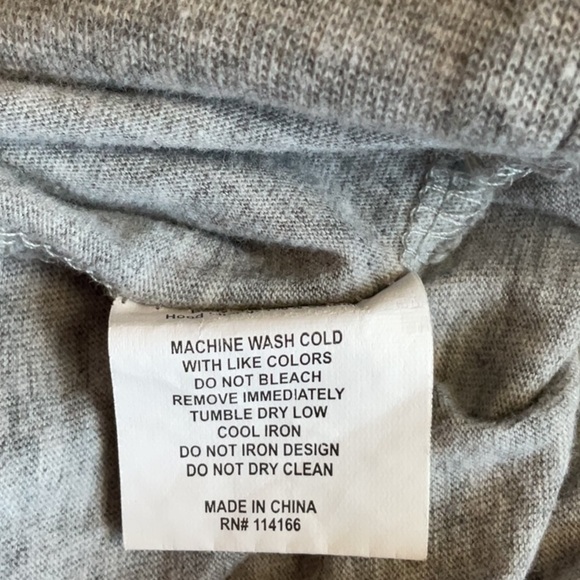 MACHINE WASH COLD
WITH LIKE COLORS
DO NOT BLEACH
REMOVE IMMEDIATELY
TUMBLE DRY LOW
COOL IRON
DO NOT IRON DESIGN
DO NOT DRY CLEAN
MADE IN CHINA
RN# 114166